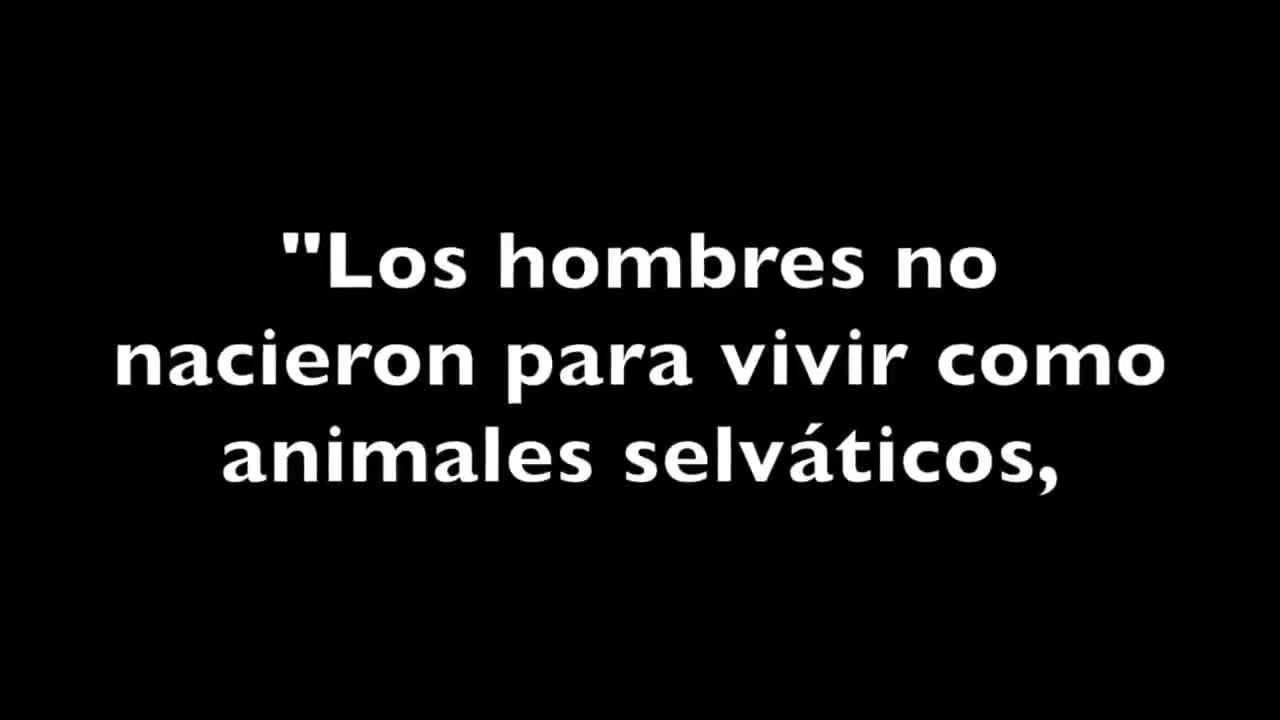 "Los hombres no
nacieron para vivir como
animales selváticos,